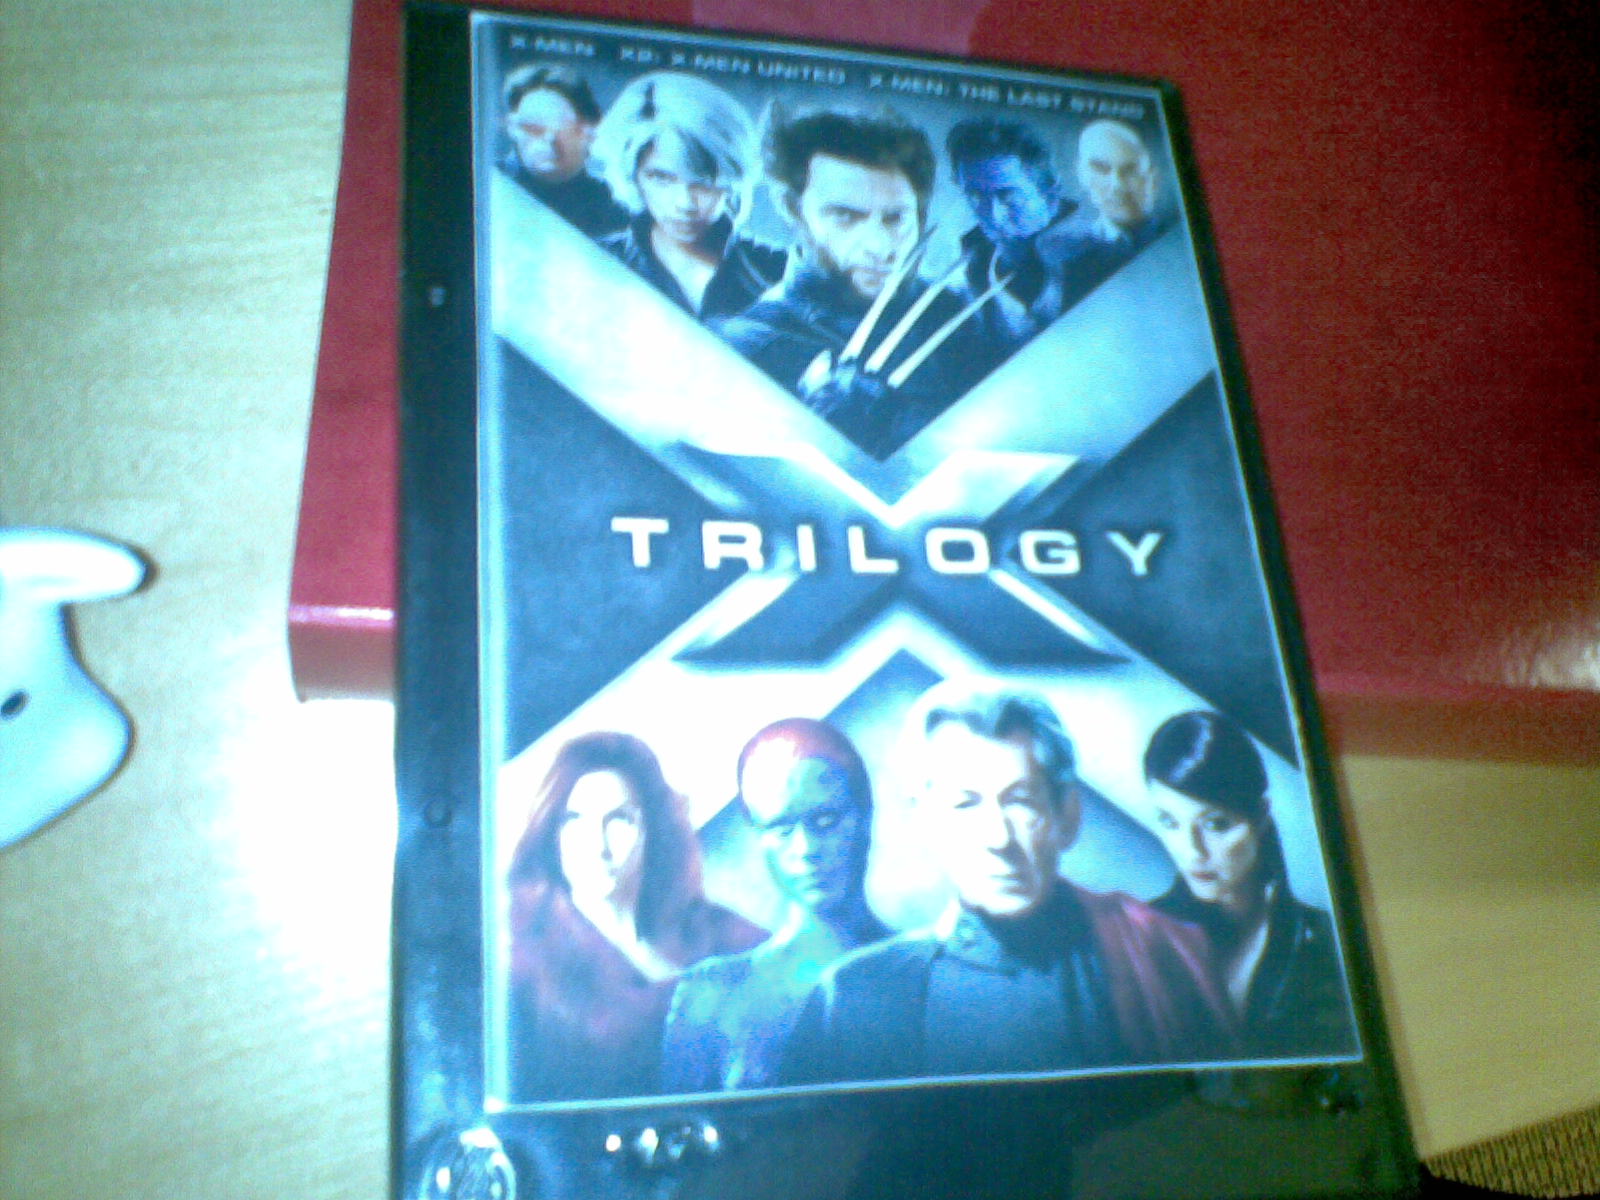 X-MEN X2: X-MEN UNITED X-MEN: THE LAST STAND
TRILOGY